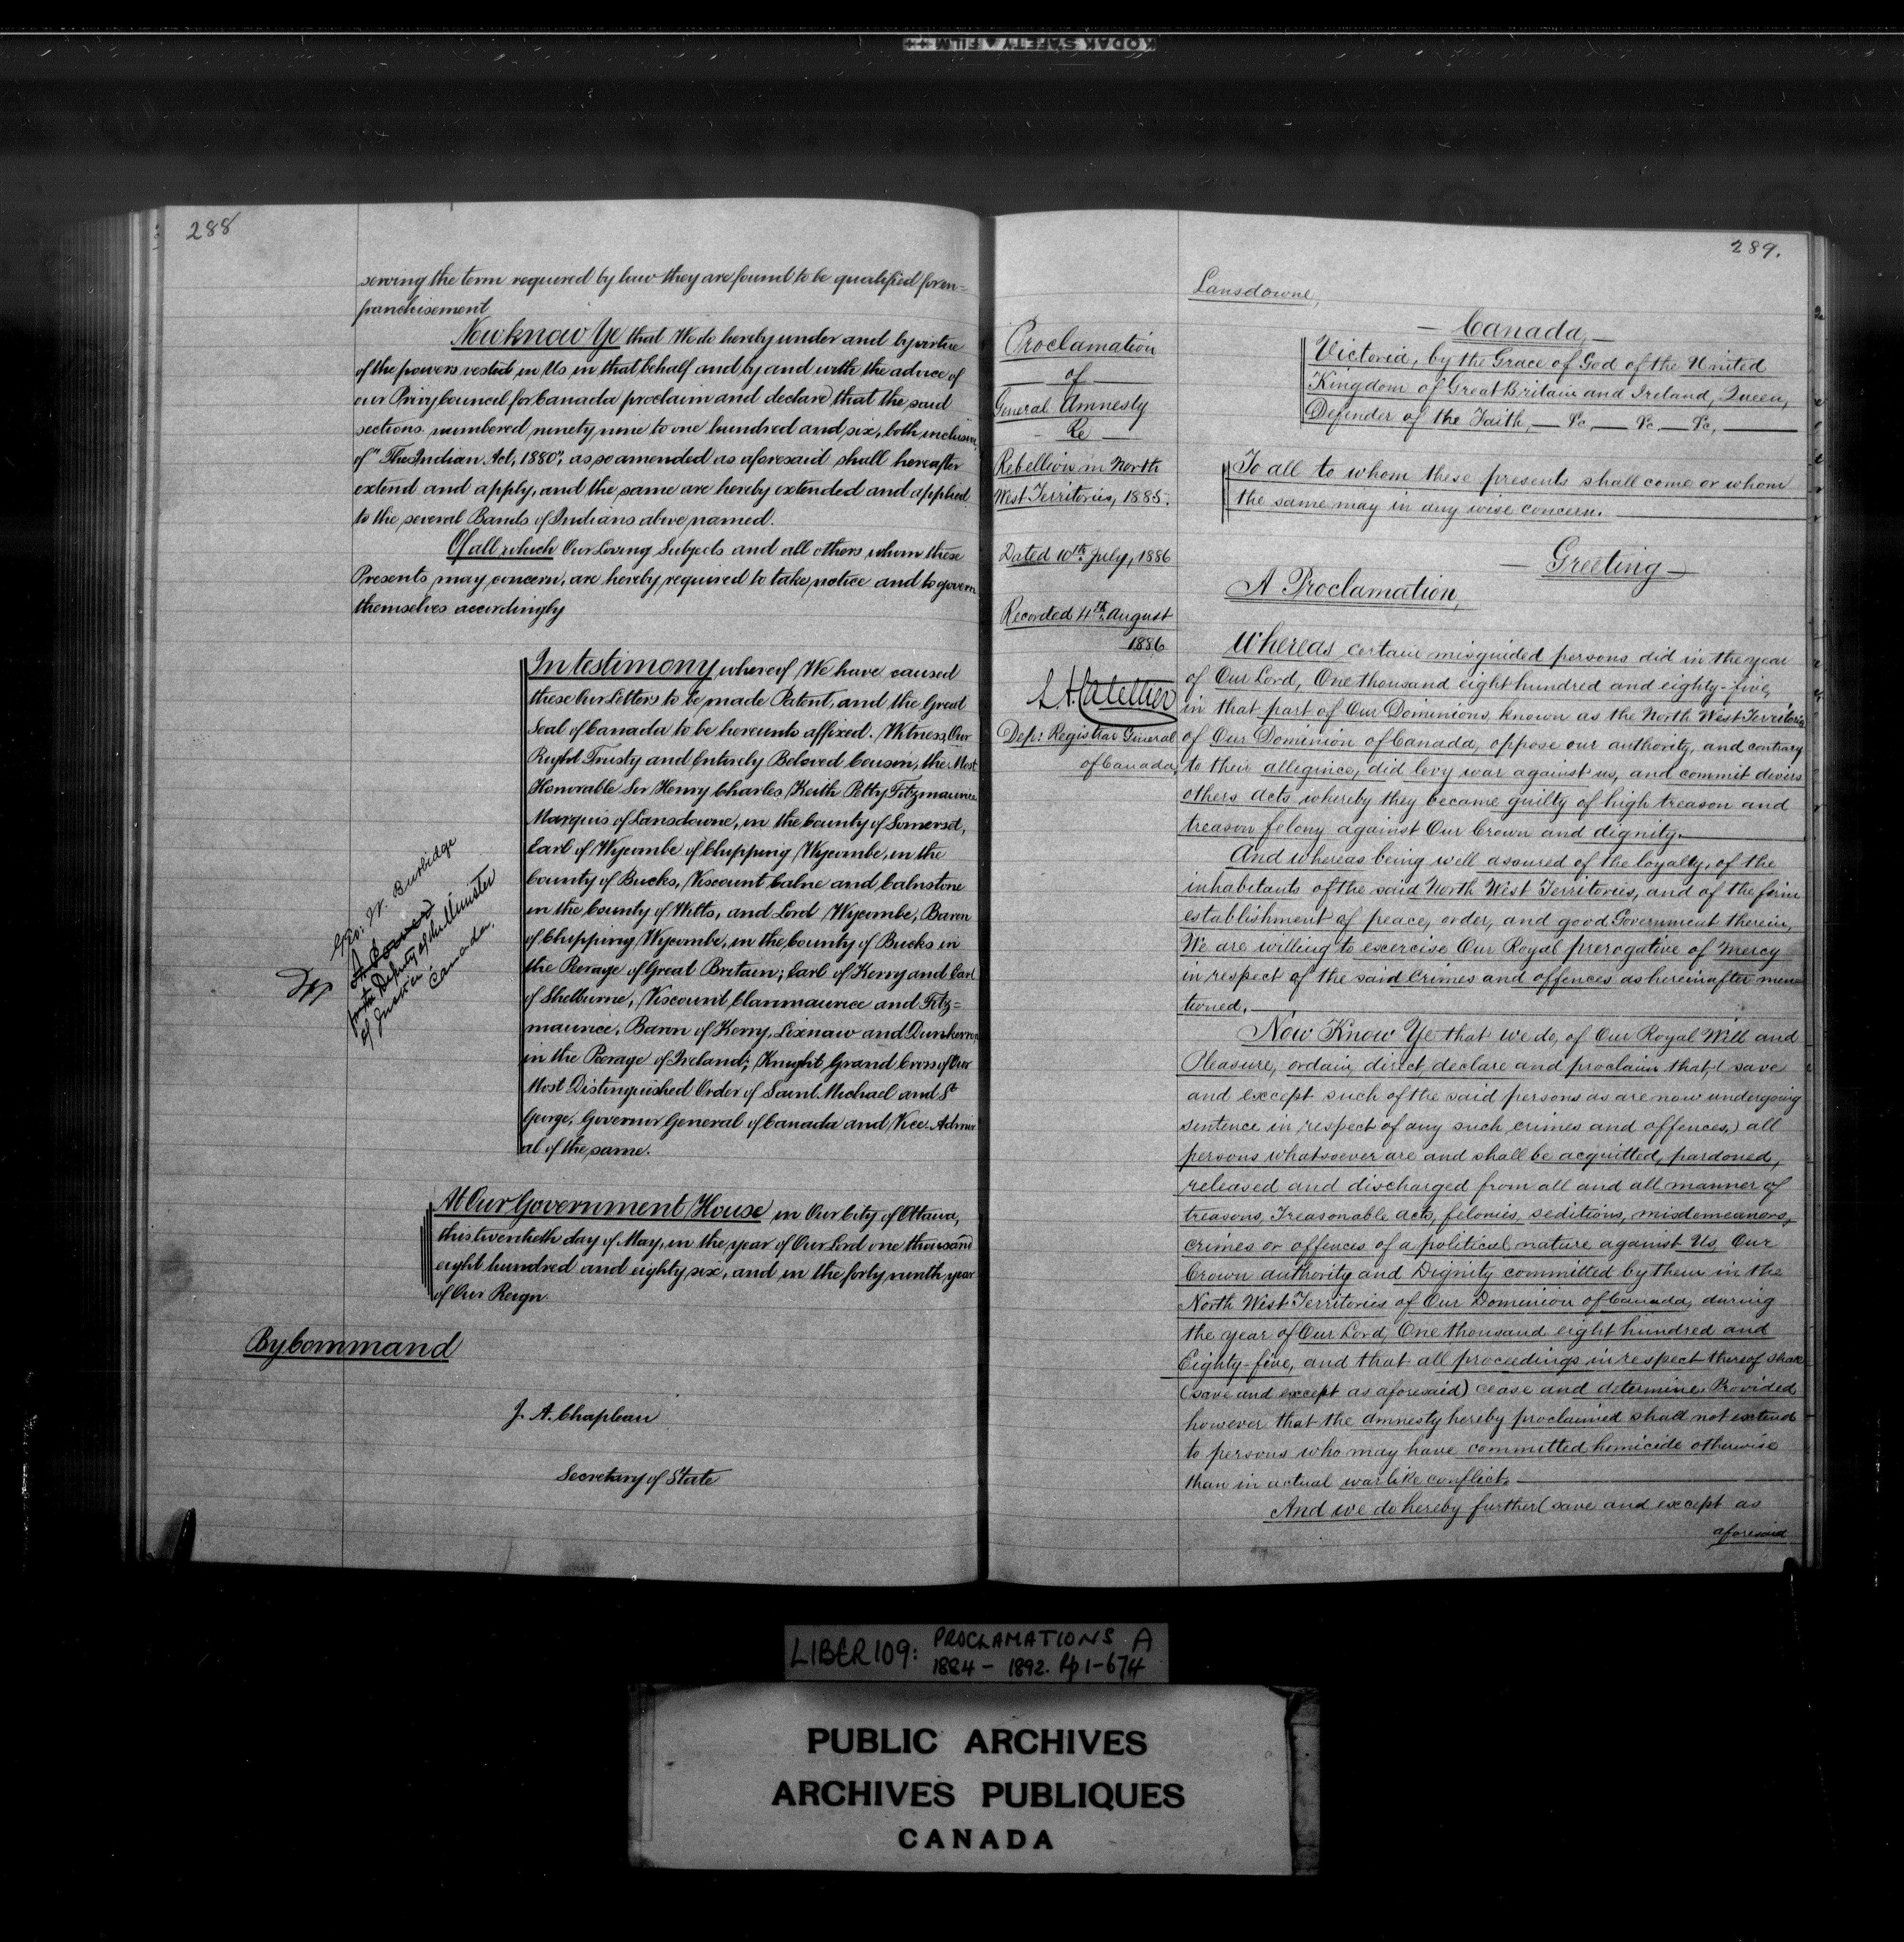 KODAK SAFETY FILM
288
serving the term required by law they are found to be qualified for en=
franchisement
Now know Ye that We do hereby under and by virtue
of the powers vested in Us in that behalf and by and with the advice of
our Privy Council for Canada proclaim and declare that the said
sections numbered ninety nine to one hundred and six, both inclusive,
of "The Indian Act, 1880", as so amended as aforesaid shall hereafter
extend and apply, and the same are hereby extended and applied
to the several Bands of Indians above named.
Of all which Our Loving Subjects and all others whom these
Presents may concern, are hereby required to take notice and to govern
themselves accordingly
In testimony whereof We have caused
these Our Letters to be made Patent, and the Great
Seal of Canada to be hereunto affixed. Witness, Our
Right Trusty and Entirely Beloved Cousin, the Most
Honorable Sir Henry Charles Keith Petty Fitzmaurice
Marquis of Lansdowne, in the County of Somerset,
Earl of Wycombe of Chipping Wycombe, in the
County of Bucks, Viscount Calne and Calnstone
in the County of Wilts, and Lord Wycombe, Baron
of Chipping Wycombe, in the County of Bucks in
the Peerage of Great Britain; Earl of Kerry and Earl
of Shelburne, Viscount Clanmaurice and Fitz=
maurice, Baron of Kerry, Lixnaw and Dunkerron
in the Peerage of Ireland; Knight Grand Cross of Our
Most Distinguished Order of Saint Michael and St
George, Governor General of Canada and Vice Admir
al of the same.
Geo: W. Burbidge
A Power
for the Deputy of the Minister
of Justice
Canada.
At Our Government House in Our City of Ottawa,
this twentieth day of May, in the year of Our Lord one thousand
eight hundred and eighty six, and in the forty ninth year
of Our Reign
By Command
J. A. Chapleau
Secretary of State
289.
Lansdowne,
Proclamation
of
General Amnesty
Re
Rebellion in North
West Territories, 1885.
Dated 10th July, 1886
Recorded 4th August
1886
L. A. Catellier
Dep: Registrar General
of Canada,
— Canada, —
Victoria, by the Grace of God of the United
Kingdom of Great Britain and Ireland, Queen,
Defender of the Faith, — &c, — &c — &c, —
To all to whom these presents shall come or whom
the same may in any wise concern.
— Greeting —
A Proclamation,
Whereas certain misguided persons did in the year
of Our Lord, One thousand eight hundred and eighty-five,
in that part of Our Dominions, known as the North West Territories
of Our Dominion of Canada, oppose our authority, and contrary
to their allegince, did levy war against us, and commit divers
others acts whereby they became guilty of high treason and
treason felony against Our Crown and dignity.
And whereas being well assured of the loyalty, of the
inhabitants of the said North West Territories, and of the firm
establishment of peace, order, and good Government therein,
We are willing to excercise Our Royal prerogative of Mercy
in respect of the said Crimes and offences as hereinafter men
tioned,
Now Know Ye that we do, of Our Royal Will and
Pleasure, ordain, direct, declare and proclaim that, (save
and except such of the said persons as are now undergoing
sentence in respect of any such crimes and offences,) all
persons whatsoever are and shall be acquitted, pardoned,
released and discharged from all and all manner of
treasons, Treasonable acts, felonies, seditions, misdemeanors,
crimes or offences of a political nature against Us, Our
Crown authority and Dignity committed by them in the
North West Territories of Our Dominion of Canada, during
the year of Our Lord, One thousand eight hundred and
Eighty-five, and that all proceedings in respect thereof shall
(save and except as aforesaid) cease and determine. Provided
however that the amnesty hereby proclaimed shall not extend
to persons who may have committed homicide otherwise
than in actual warlike conflict.
And we do hereby further (save and except as
aforesaid
LIBER 109: PROCLAMATIONS A
1884 – 1892. Pp 1–674
PUBLIC ARCHIVES
ARCHIVES PUBLIQUES
CANADA